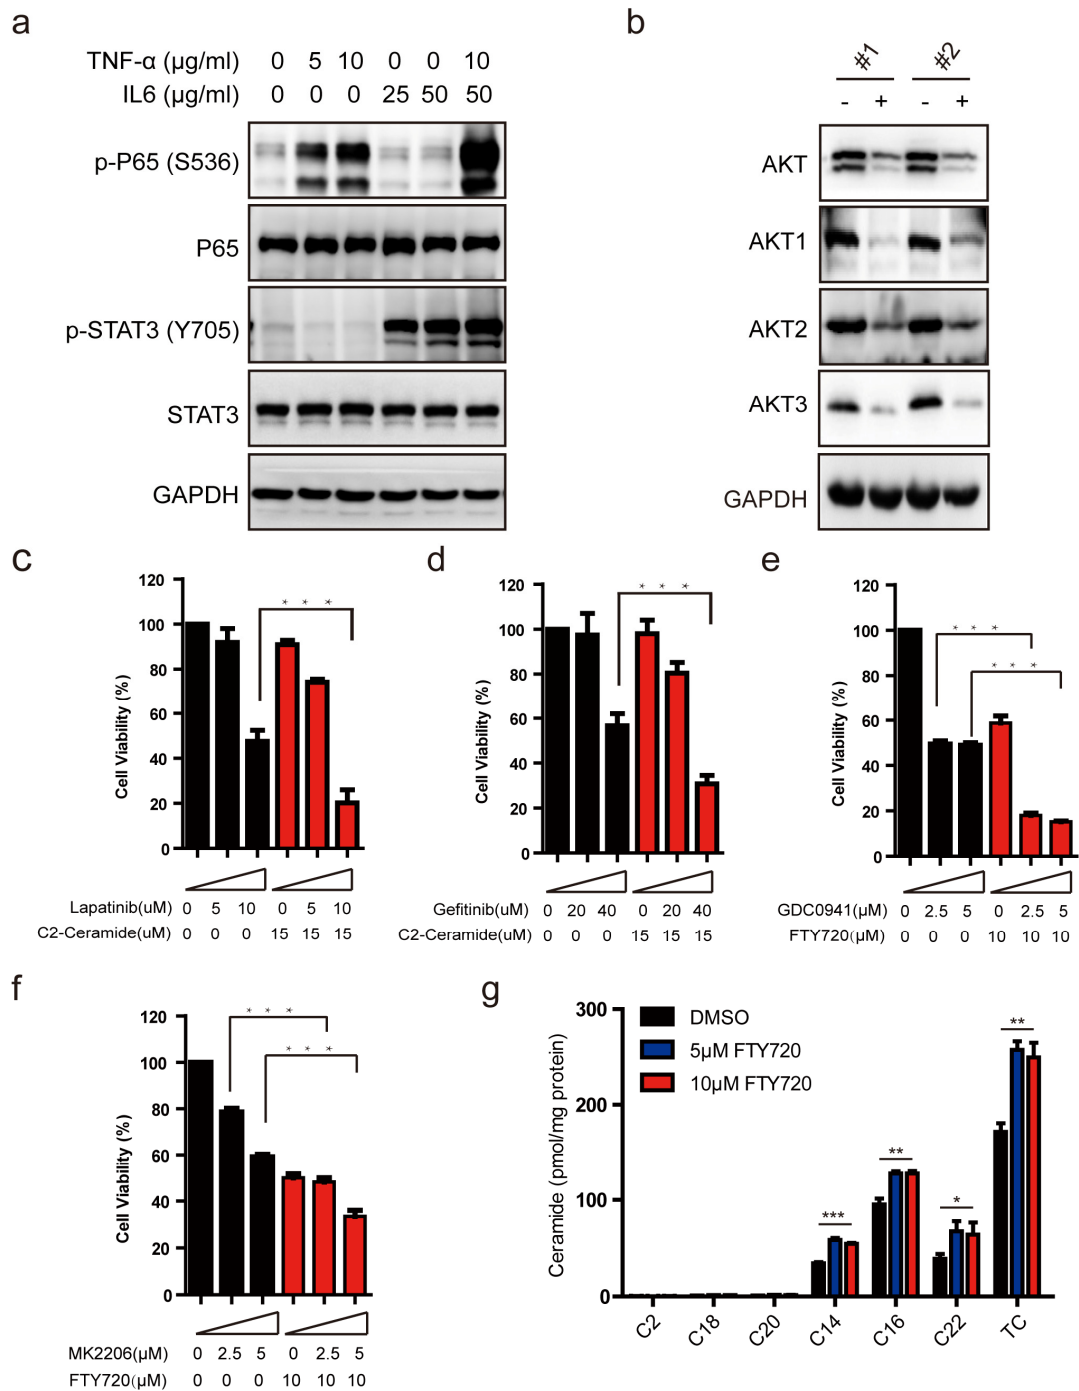 a
TNF-α (µg/ml) 0 5 10 0 0 10
IL6 (µg/ml) 0 0 0 25 50 50
p-P65 (S536)
P65
p-STAT3 (Y705)
STAT3
GAPDH
b
#1 #2
- + - +
AKT
AKT1
AKT2
AKT3
GAPDH
c
120
100
80
60
40
20
0
Cell Viability (%)
* * *
Lapatinib(uM) 0 5 10 0 5 10
C2-Ceramide(uM) 0 0 0 15 15 15
d
120
100
80
60
40
20
0
Cell Viability (%)
* * *
Gefitinib(uM) 0 20 40 0 20 40
C2-Ceramide(uM) 0 0 0 15 15 15
e
120
100
80
60
40
20
0
Cell Viability (%)
* * *
* * *
GDC0941(µM) 0 2.5 5 0 2.5 5
FTY720(µM) 0 0 0 10 10 10
f
120
100
80
60
40
20
0
Cell Viability (%)
* * *
* * *
MK2206(µM) 0 2.5 5 0 2.5 5
FTY720(µM) 0 0 0 10 10 10
g
300
200
100
0
Ceramide (pmol/mg protein)
DMSO
5µM FTY720
10µM FTY720
***
**
*
**
C2 C18 C20 C14 C16 C22 TC